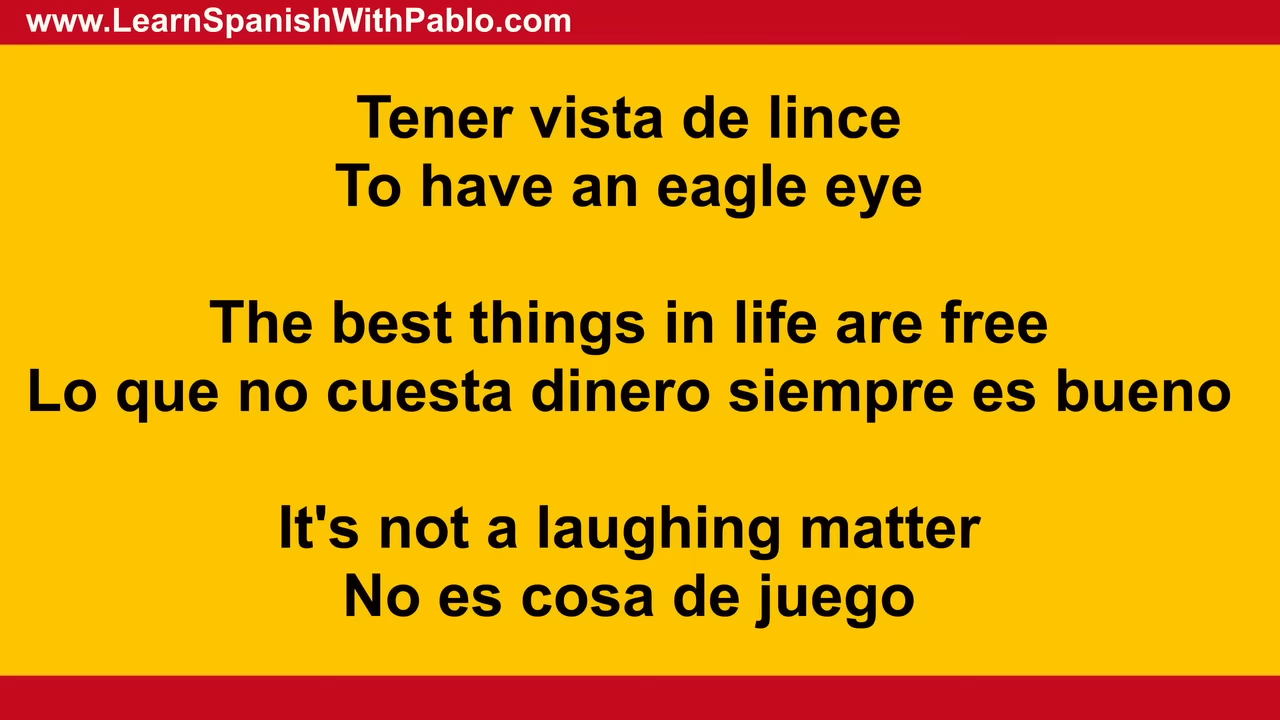 www.LearnSpanishWithPablo.com
Tener vista de lince
To have an eagle eye
The best things in life are free
Lo que no cuesta dinero siempre es bueno
It's not a laughing matter
No es cosa de juego